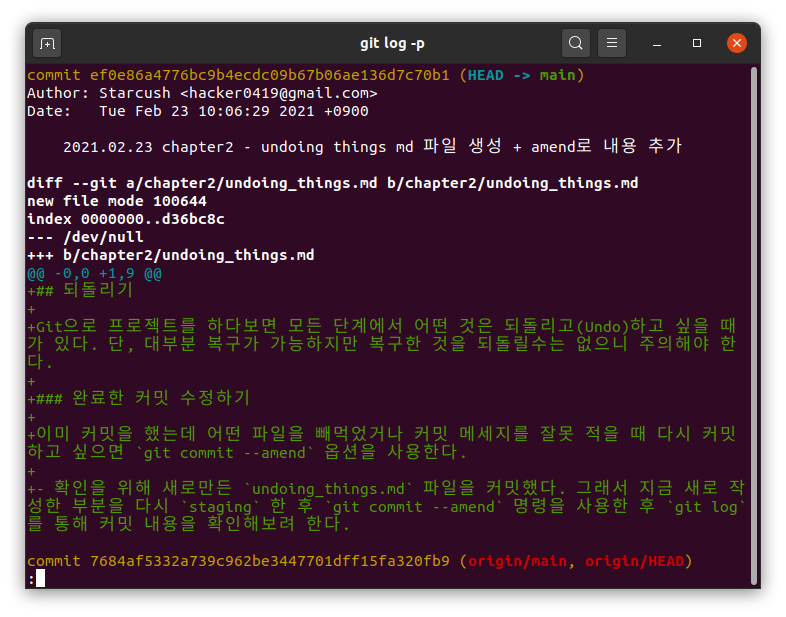 git log -p
commit ef0e86a4776bc9b4ecdc09b67b06ae136d7c70b1 (HEAD -> main)
Author: Starcush <hacker0419@gmail.com>
Date:   Tue Feb 23 10:06:29 2021 +0900
    2021.02.23 chapter2 - undoing things md 파일 생성 + amend로 내용 추가
diff --git a/chapter2/undoing_things.md b/chapter2/undoing_things.md
new file mode 100644
index 0000000..d36bc8c
--- /dev/null
+++ b/chapter2/undoing_things.md
@@ -0,0 +1,9 @@
+## 되돌리기
+
+Git으로 프로젝트를 하다보면 모든 단계에서 어떤 것은 되돌리고(Undo)하고 싶을 때
가 있다. 단, 대부분 복구가 가능하지만 복구한 것을 되돌릴수는 없으니 주의해야 한
다.
+
+### 완료한 커밋 수정하기
+
+이미 커밋을 했는데 어떤 파일을 빼먹었거나 커밋 메세지를 잘못 적을 때 다시 커밋
하고 싶으면 `git commit --amend` 옵션을 사용한다.
+
+- 확인을 위해 새로만든 `undoing_things.md` 파일을 커밋했다. 그래서 지금 새로 작
성한 부분을 다시 `staging` 한 후 `git commit --amend` 명령을 사용한 후 `git log`
를 통해 커밋 내용을 확인해보려 한다.
commit 7684af5332a739c962be3447701dff15fa320fb9 (origin/main, origin/HEAD)
: